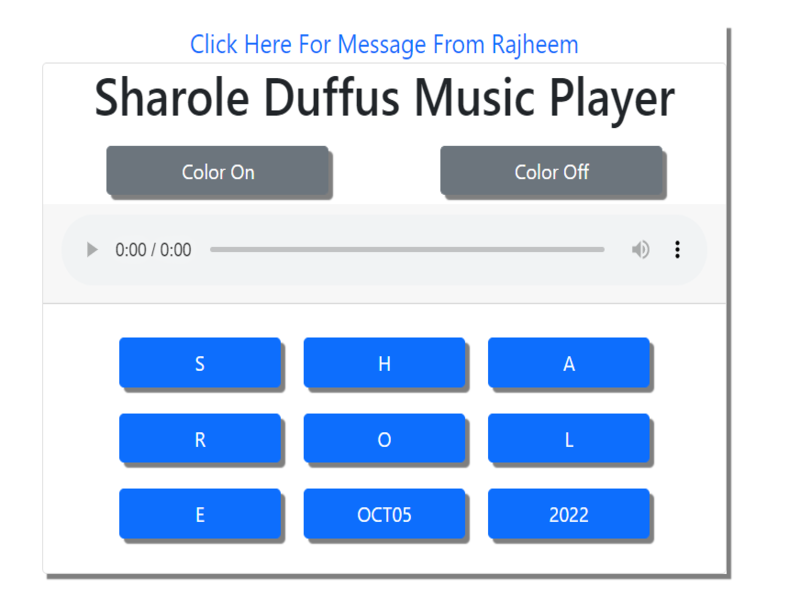 Click Here For Message From Rajheem
Sharole Duffus Music Player
Color On Color Off
0:00 / 0:00
S H A
R O L
E OCT05 2022